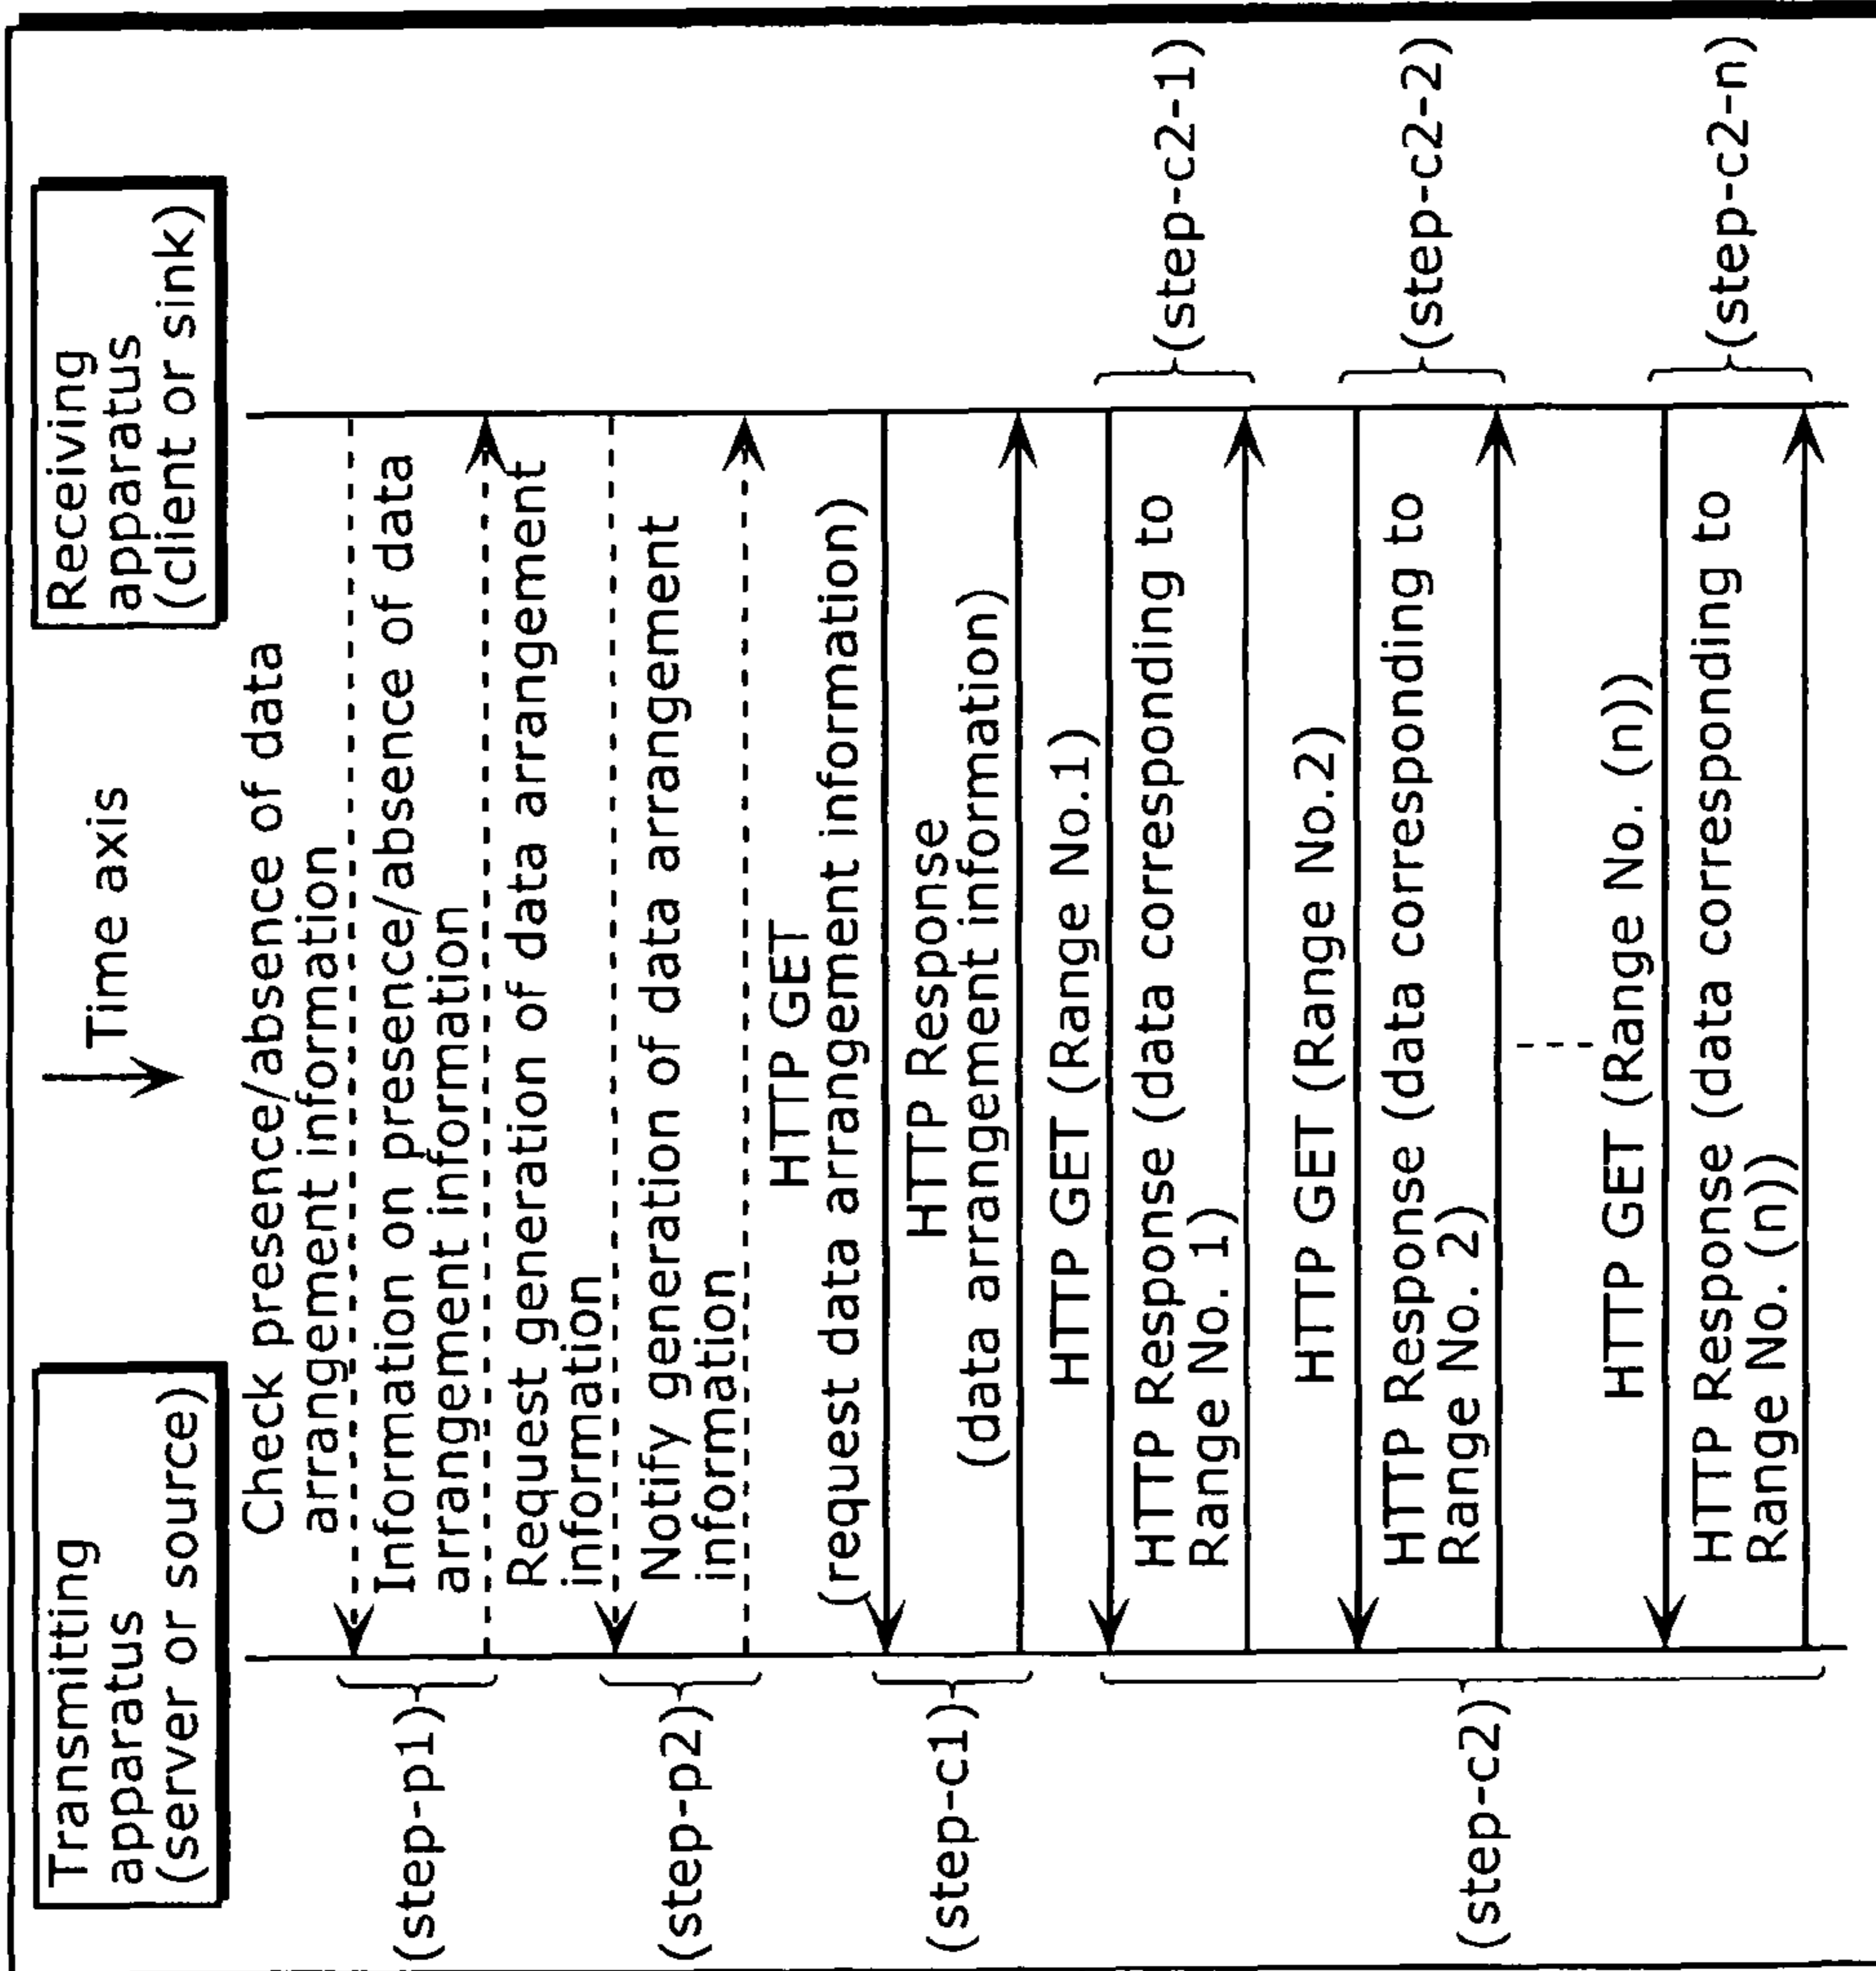 Time axis
Transmitting
apparatus
(server or source)
Receiving
apparatus
(client or sink)
Check presence/absence of data
arrangement information
(step-p1)
Information on presence/absence of data
arrangement information
Request generation of data arrangement
information
(step-p2)
Notify generation of data arrangement
information
HTTP GET
(request data arrangement information)
(step-c1)
HTTP Response
(data arrangement information)
HTTP GET (Range No.1)
(step-c2-1)
HTTP Response (data corresponding to
Range No. 1)
HTTP GET (Range No.2)
(step-c2-2)
HTTP Response (data corresponding to
Range No. 2)
(step-c2)
HTTP GET (Range No. (n))
(step-c2-n)
HTTP Response (data corresponding to
Range No. (n))